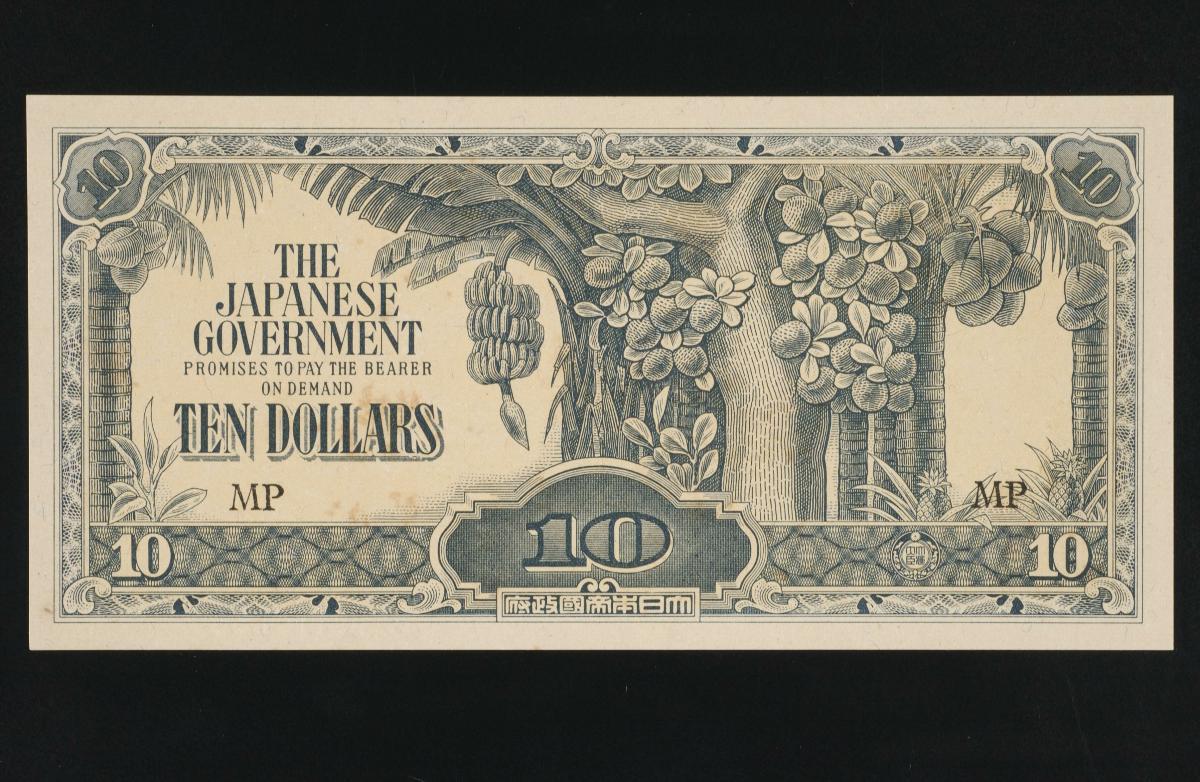 10
10
THE
JAPANESE
GOVERNMENT
PROMISES TO PAY THE BEARER
ON DEMAND
TEN DOLLARS
MP
MP
10
10
10
府政國帝本日大